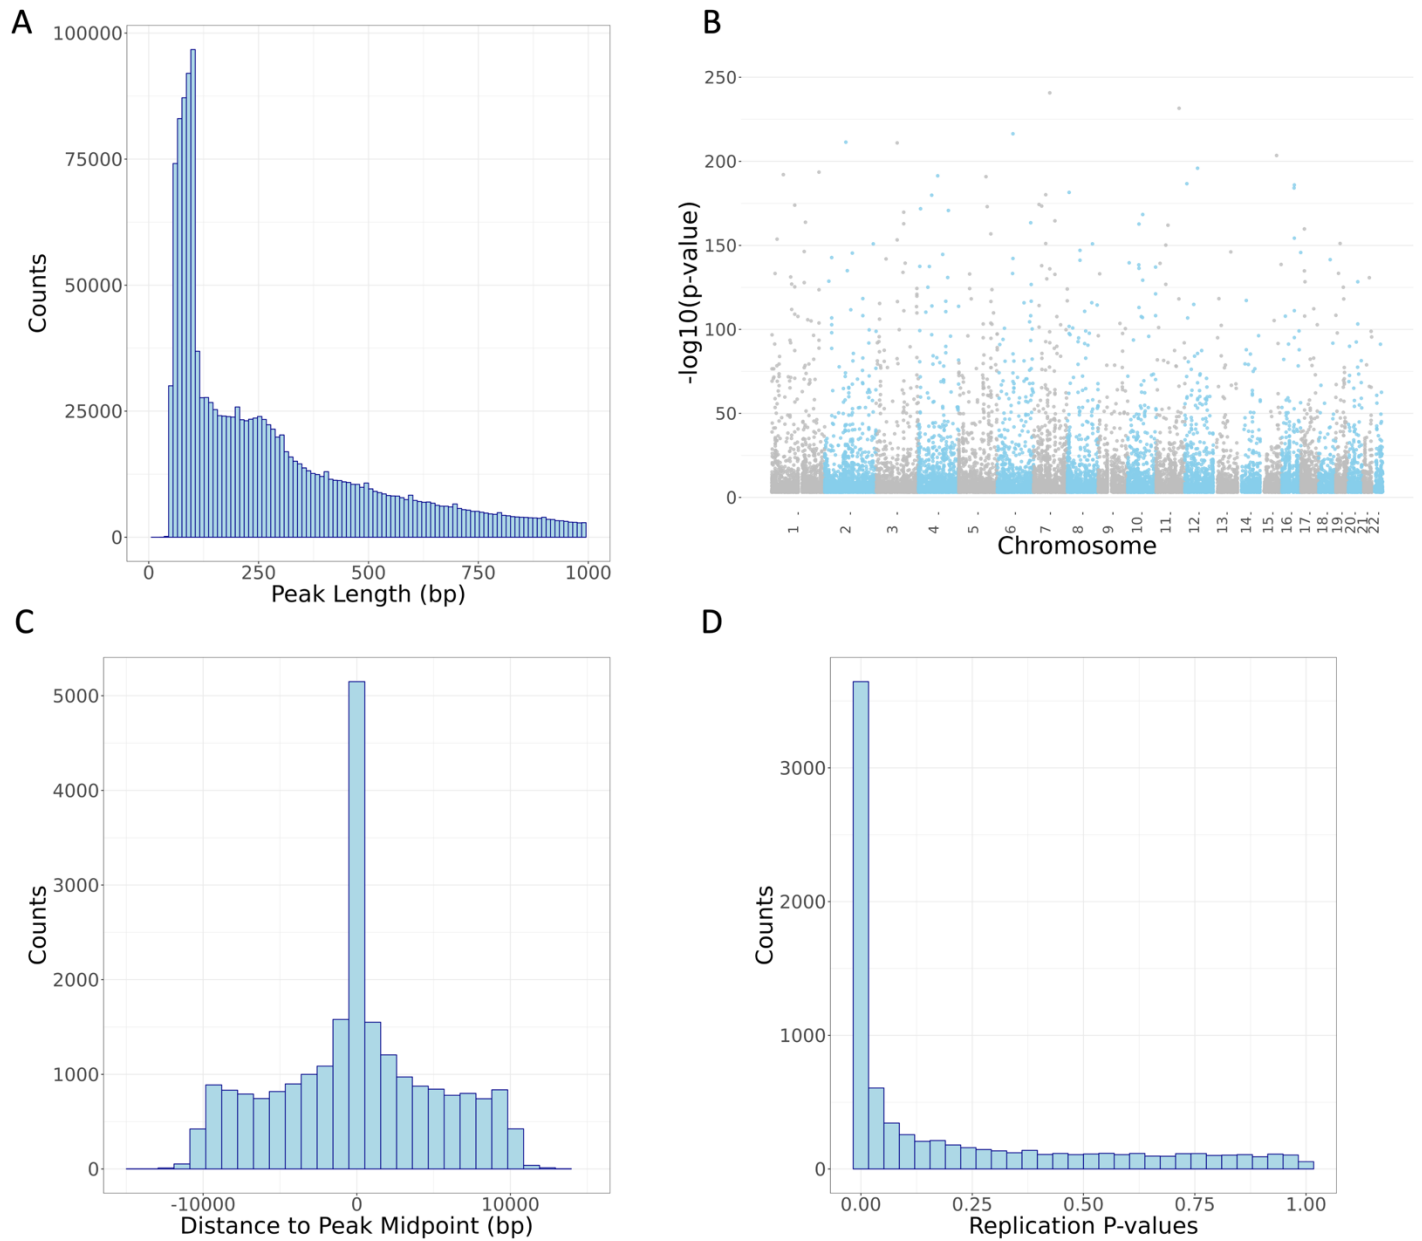 A
100000
75000
50000
25000
0
Counts
0 250 500 750 1000
Peak Length (bp)
B
250
200
150
100
50
0
-log10(p-value)
1 2 3 4 5 6 7 8 9 10 11 12 13 14 15 16 17 18 19 20 21 22
Chromosome
C
5000
4000
3000
2000
1000
0
Counts
-10000 0 10000
Distance to Peak Midpoint (bp)
D
3000
2000
1000
0
Counts
0.00 0.25 0.50 0.75 1.00
Replication P-values